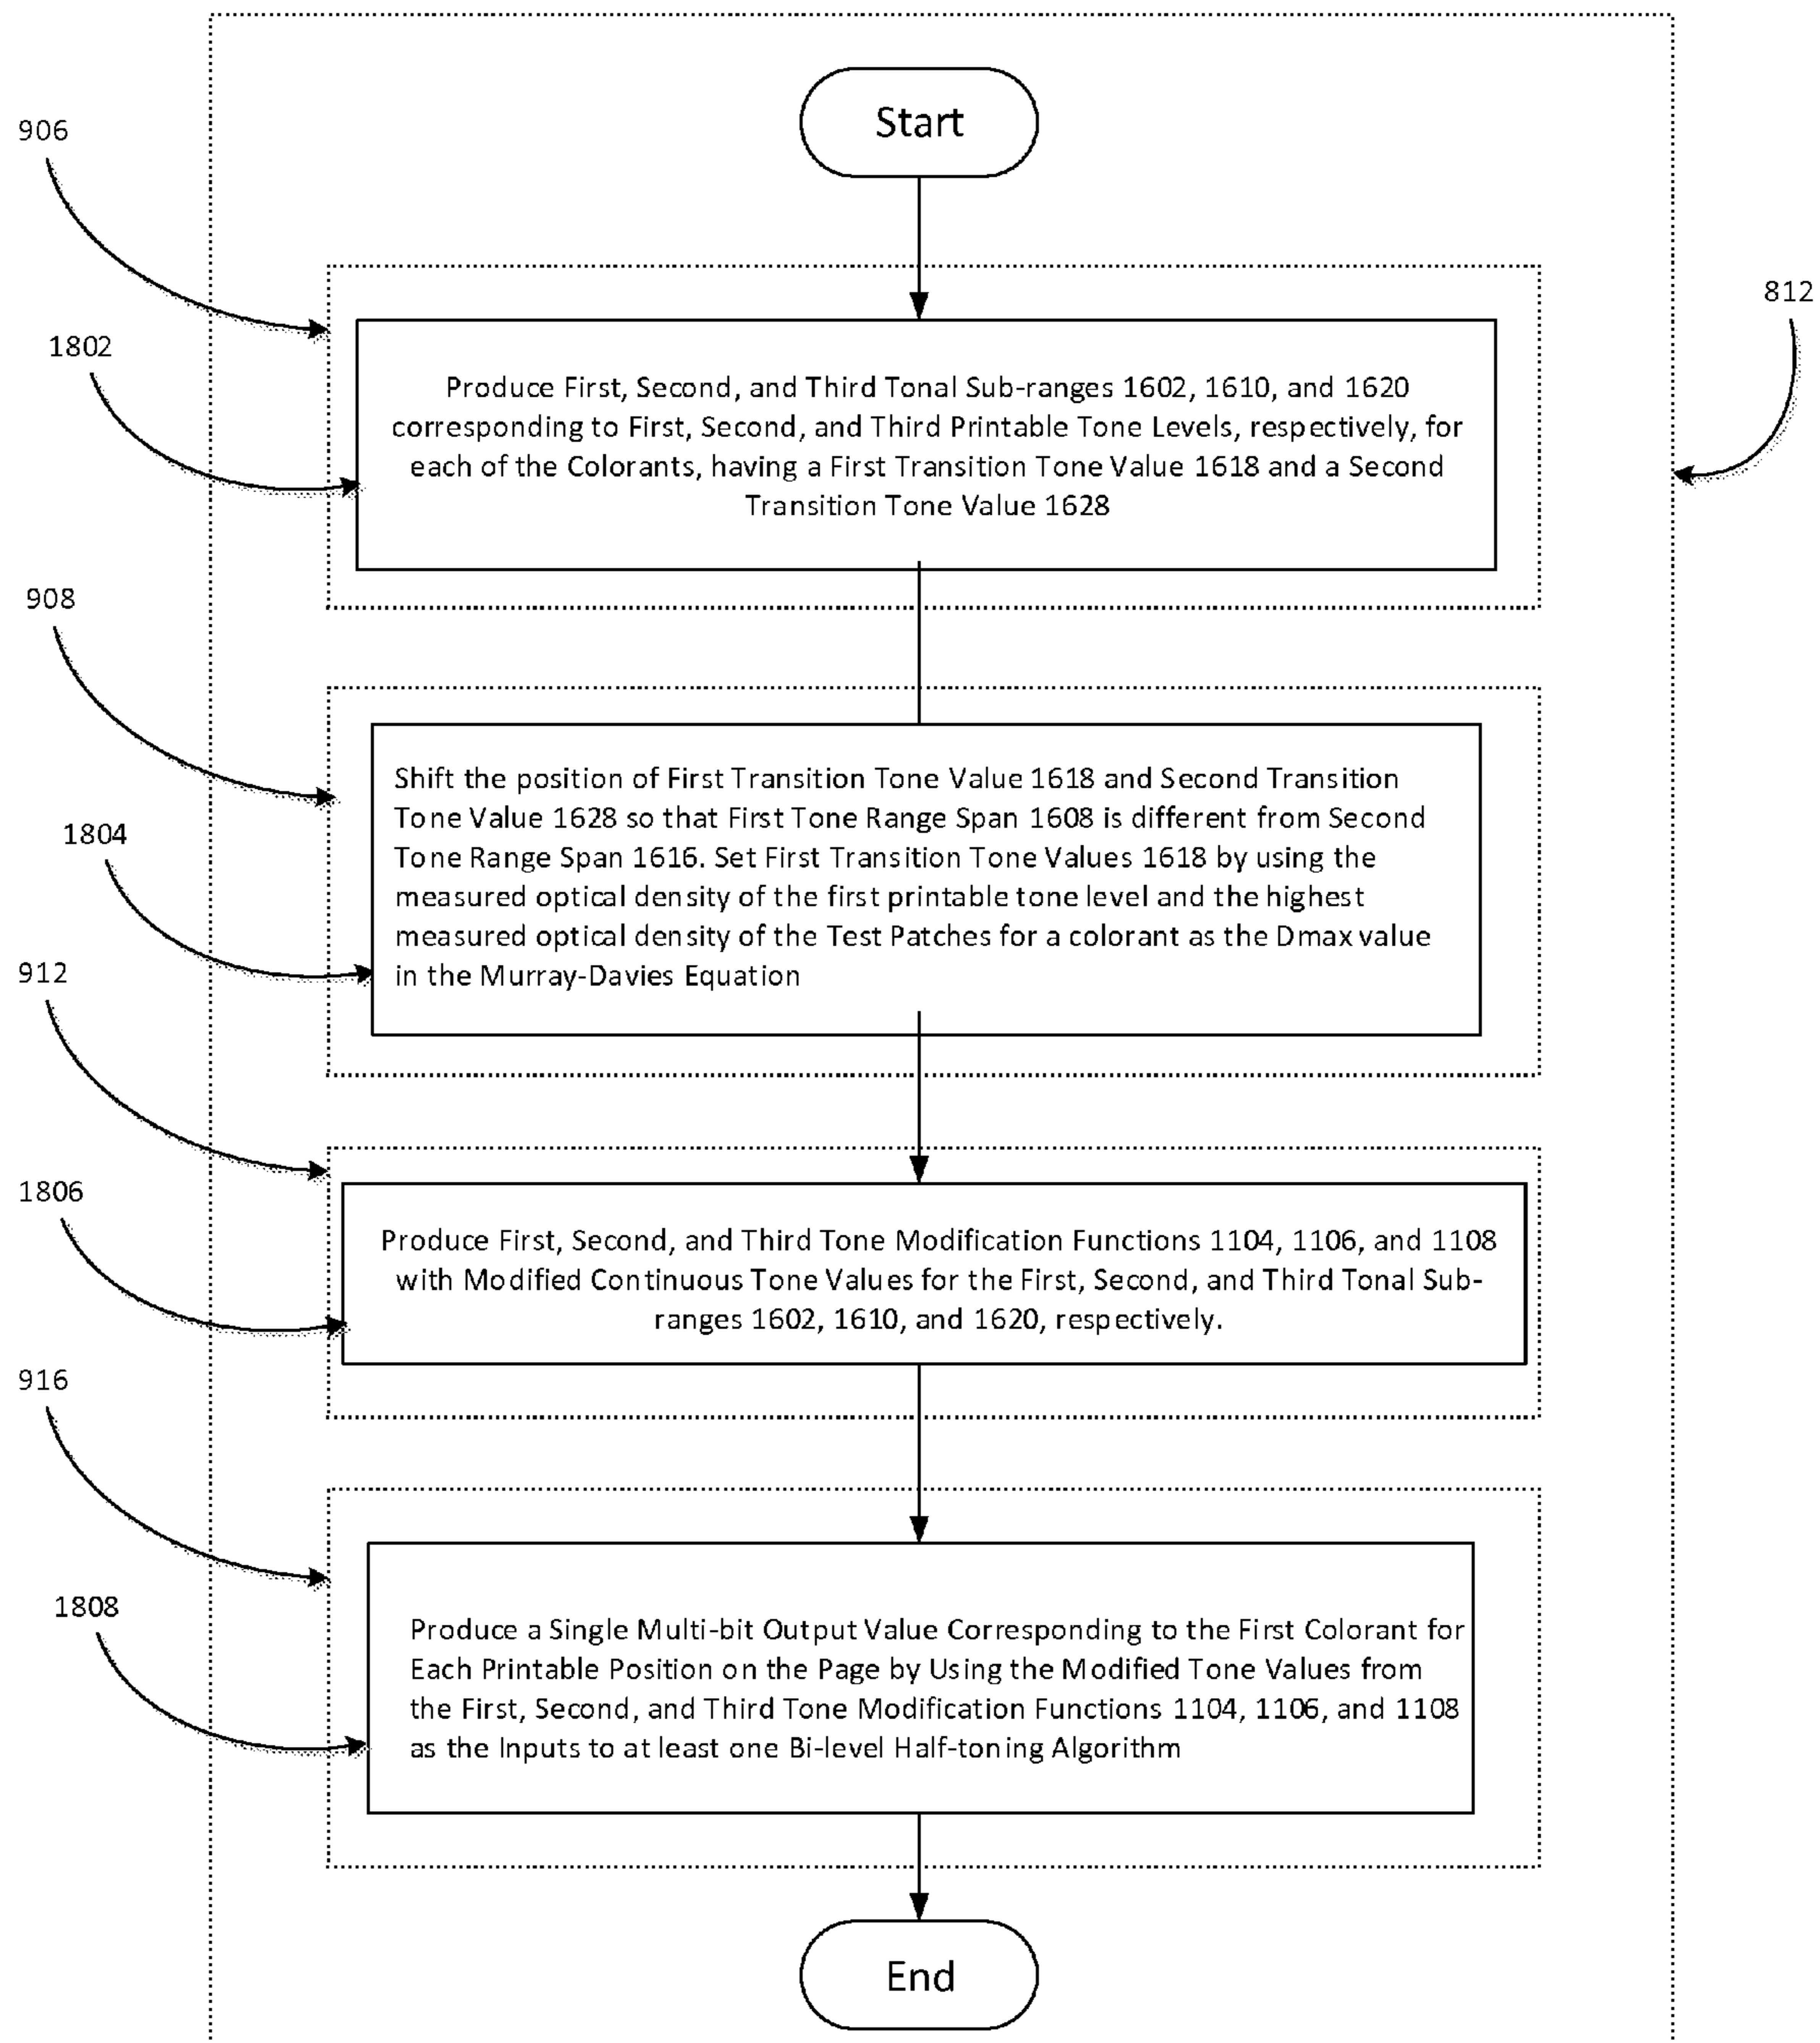 Start
906
812
1802
Produce First, Second, and Third Tonal Sub-ranges 1602, 1610, and 1620
corresponding to First, Second, and Third Printable Tone Levels, respectively, for
each of the Colorants, having a First Transition Tone Value 1618 and a Second
Transition Tone Value 1628
908
1804
Shift the position of First Transition Tone Value 1618 and Second Transition
Tone Value 1628 so that First Tone Range Span 1608 is different from Second
Tone Range Span 1616. Set First Transition Tone Values 1618 by using the
measured optical density of the first printable tone level and the highest
measured optical density of the Test Patches for a colorant as the Dmax value
in the Murray-Davies Equation
912
1806
Produce First, Second, and Third Tone Modification Functions 1104, 1106, and 1108
with Modified Continuous Tone Values for the First, Second, and Third Tonal Sub-
ranges 1602, 1610, and 1620, respectively.
916
1808
Produce a Single Multi-bit Output Value Corresponding to the First Colorant for
Each Printable Position on the Page by Using the Modified Tone Values from
the First, Second, and Third Tone Modification Functions 1104, 1106, and 1108
as the Inputs to at least one Bi-level Half-toning Algorithm
End